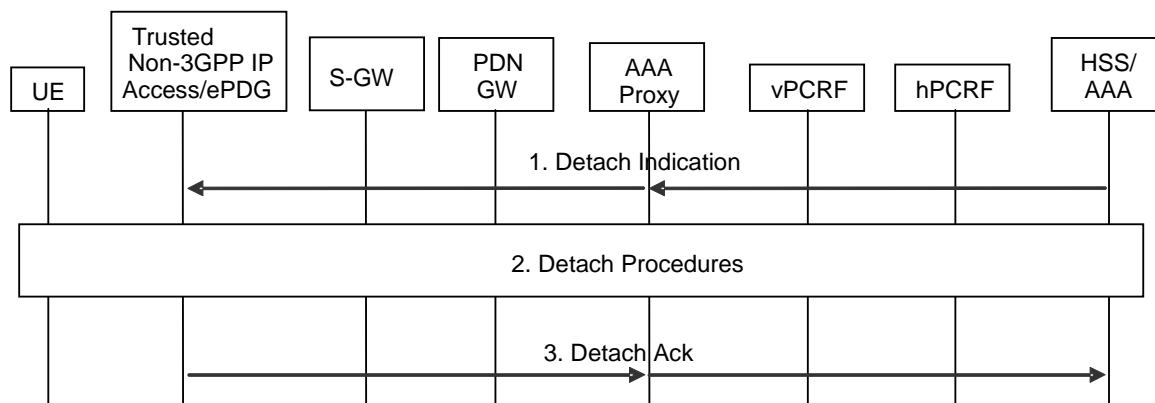 UE
Trusted
Non-3GPP IP
Access/ePDG
S-GW
PDN
GW
AAA
Proxy
vPCRF
hPCRF
HSS/
AAA
1. Detach Indication
2. Detach Procedures
3. Detach Ack